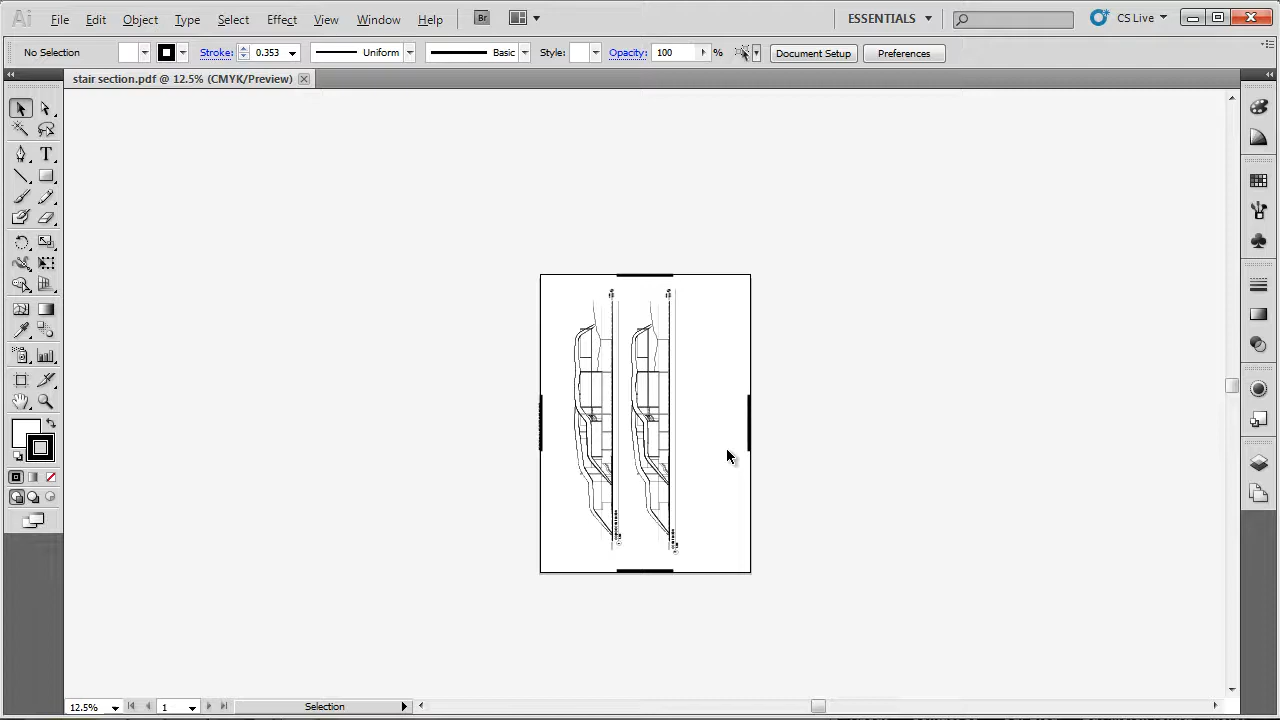 Ai File Edit Object Type Select Effect View Window Help Br ESSENTIALS CS Live
No Selection Stroke: 0.353 Uniform Basic Style: Opacity: 100 % Document Setup Preferences
stair section.pdf @ 12.5% (CMYK/Preview)
T
12.5% 1 Selection